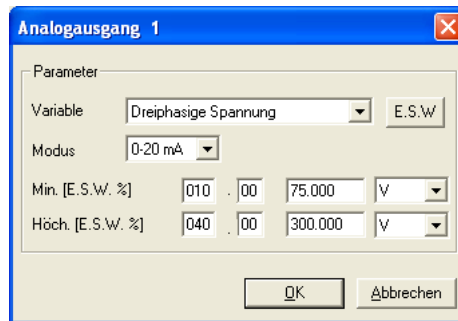 Analogausgang 1
Parameter
Variable Dreiphasige Spannung E.S.W
Modus 0-20 mA
Min. [E.S.W. %] 010 . 00 75.000 V
Höch. [E.S.W. %] 040 . 00 300.000 V
OK Abbrechen